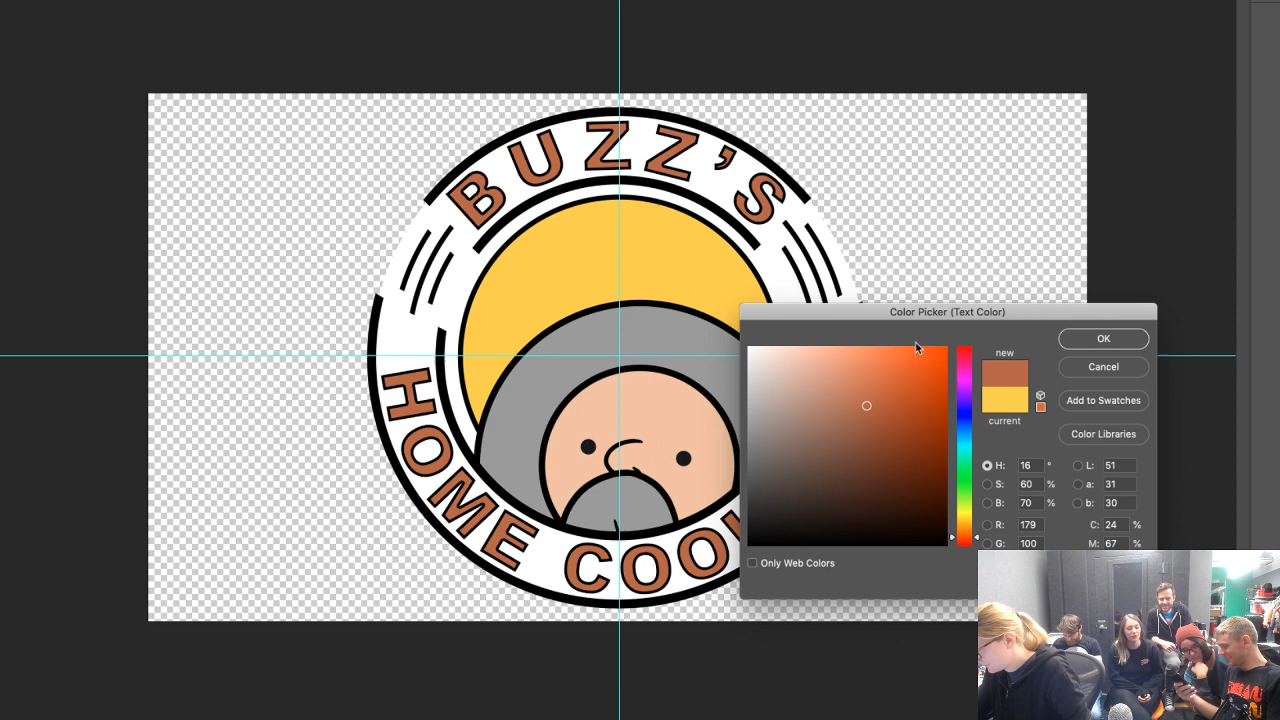 BUZZ'S
HOME COO
Color Picker (Text Color)
new
current
OK
Cancel
Add to Swatches
Color Libraries
H: 16 °
S: 60 %
B: 70 %
R: 179
G: 100
L: 51
a: 31
b: 30
C: 24 %
M: 67 %
Only Web Colors